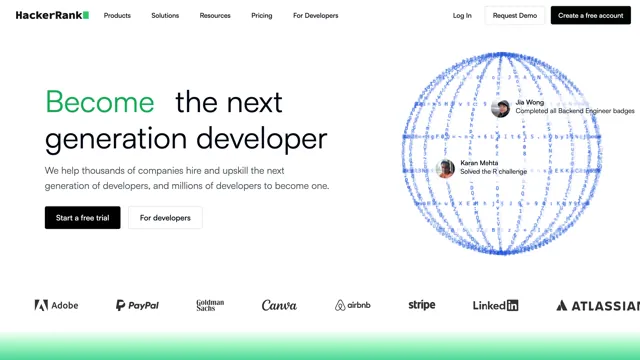 HackerRank
Products
Solutions
Resources
Pricing
For Developers
Log In
Request Demo
Create a free account
Become the next
generation developer
We help thousands of companies hire and upskill the next
generation of developers, and millions of developers to become one.
Start a free trial
For developers
Jia Wong
Completed all Backend Engineer badges
Karan Mehta
Solved the R challenge
Adobe
PayPal
Goldman
Sachs
Canva
airbnb
stripe
Linkedin
ATLASSIAN